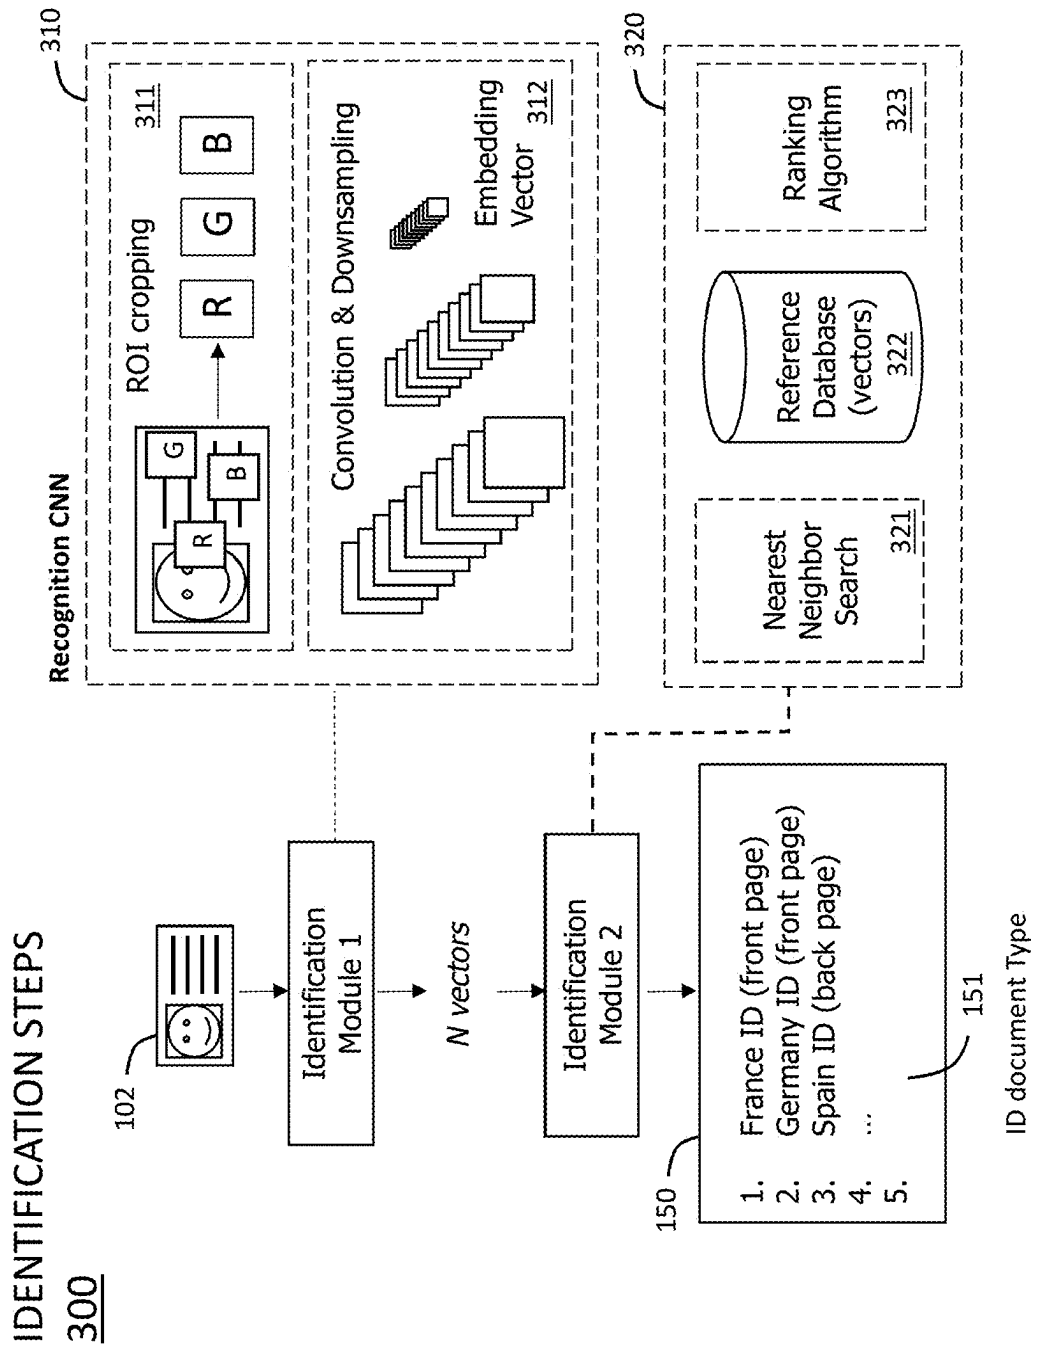 IDENTIFICATION STEPS
300
102
Identification
Module 1
N vectors
Identification
Module 2
150
1. France ID (front page)
2. Germany ID (front page)
3. Spain ID (back page)
4. ...
5.
151
ID document Type
Recognition CNN
310
ROI cropping
311
R
G
B
R
G
B
Convolution & Downsampling
Embedding
Vector
312
320
Nearest
Neighbor
Search
321
Reference
Database
(vectors)
322
Ranking
Algorithm
323